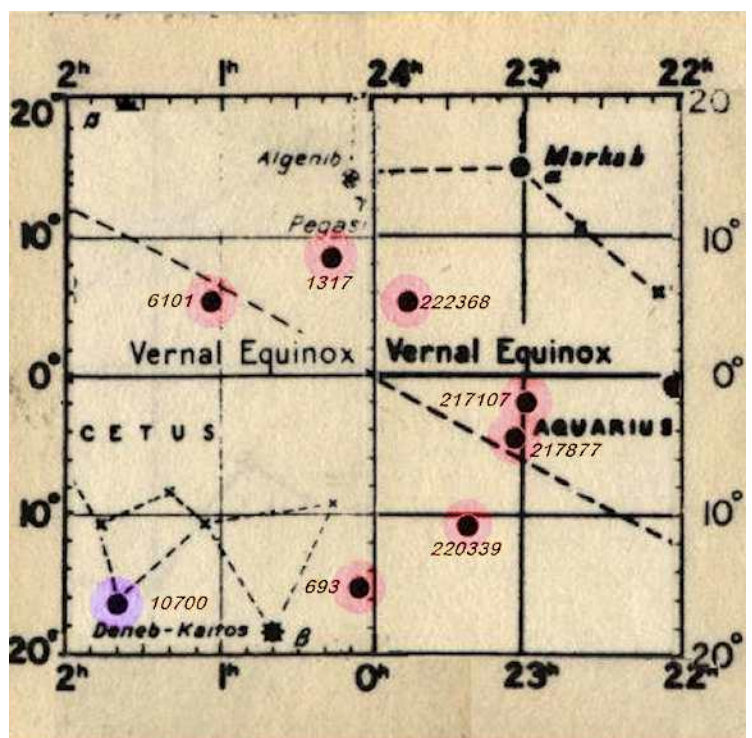 2ʰ 1ʰ 24ʰ 23ʰ 22ʰ
20° 20
β
Algenib Markab
α
γ
Pegasi
10° 10°
1317
6101 222368
Vernal Equinox Vernal Equinox
0° 0°
217107
CETUS AQUARIUS
217877
10° 10°
220339
693
10700
Deneb-Kaitos β
20° 20°
2ʰ 1ʰ 0ʰ 23ʰ 22ʰ